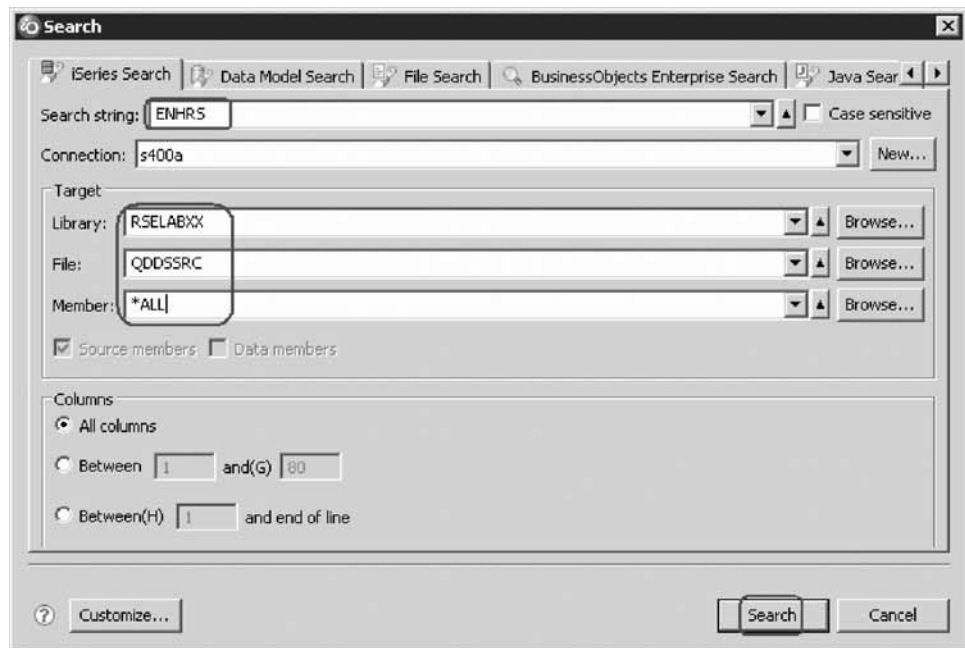 Search
iSeries Search Data Model Search File Search BusinessObjects Enterprise Search Java Sear
Search string: ENHRS Case sensitive
Connection: s400a New...
Target
Library: RSELABXX Browse...
File: QDDSSRC Browse...
Member: *ALL Browse...
Source members Data members
Columns
All columns
Between 1 and(G) 80
Between(H) 1 and end of line
? Customize... Search Cancel